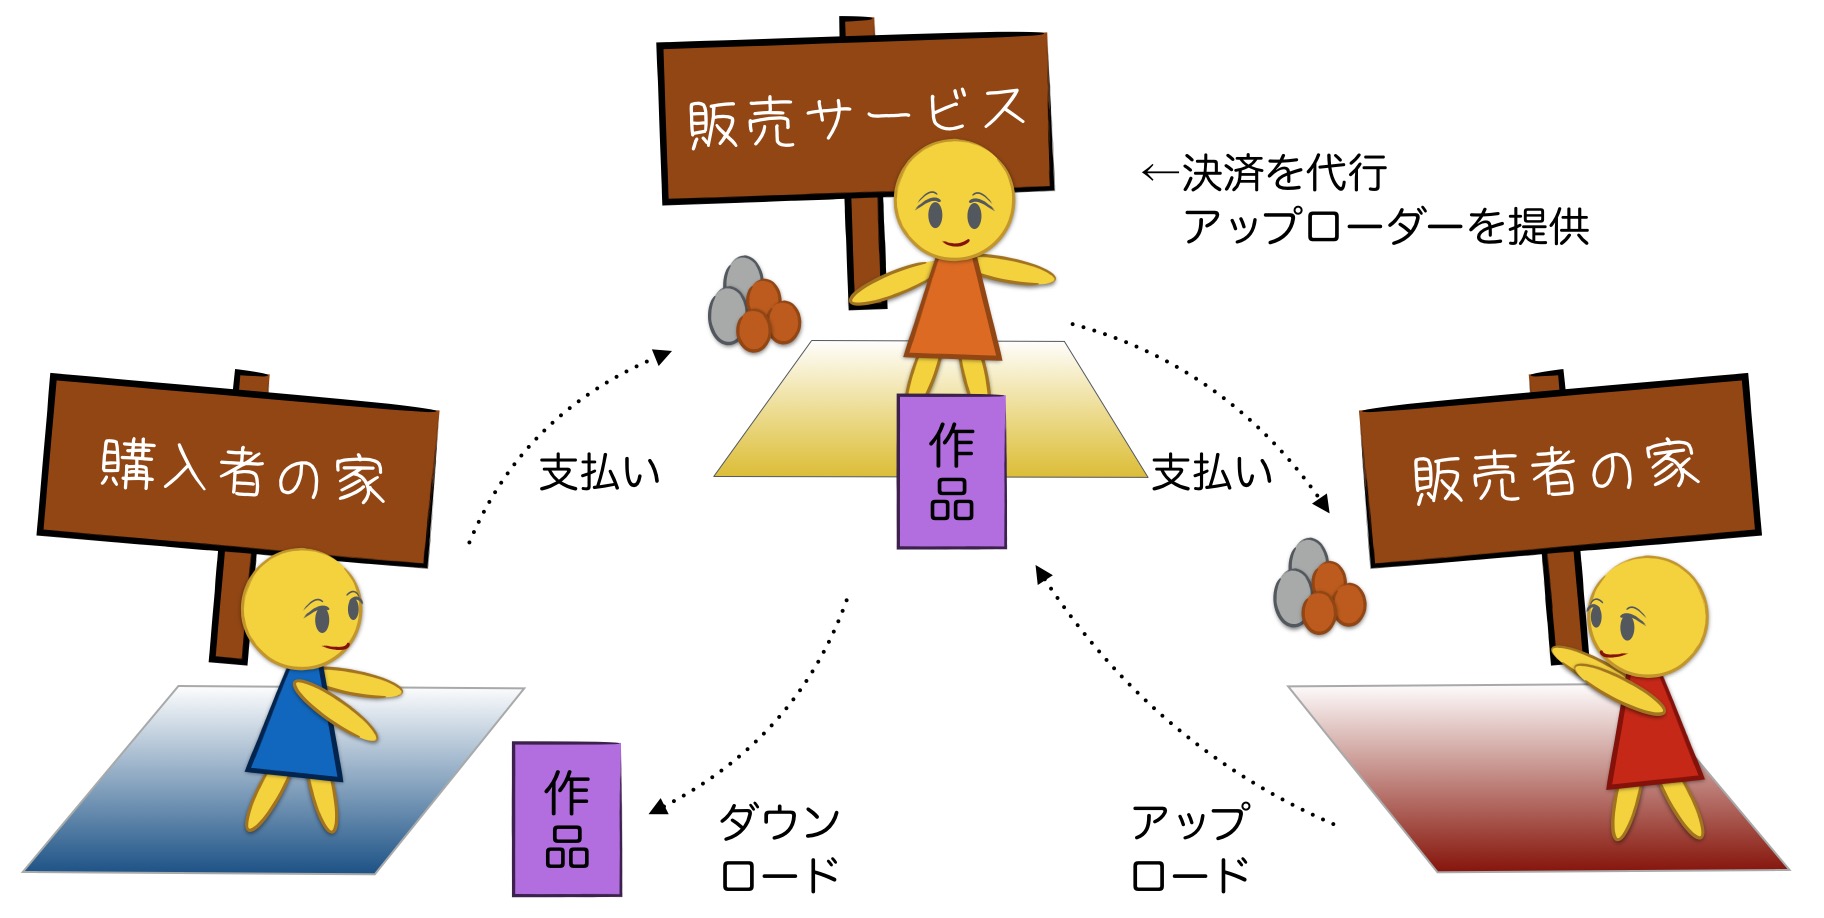 販売サービス
←決済を代行
アップローダーを提供
購入者の家
支払い
作品
支払い
販売者の家
作品
ダウン
ロード
アップ
ロード